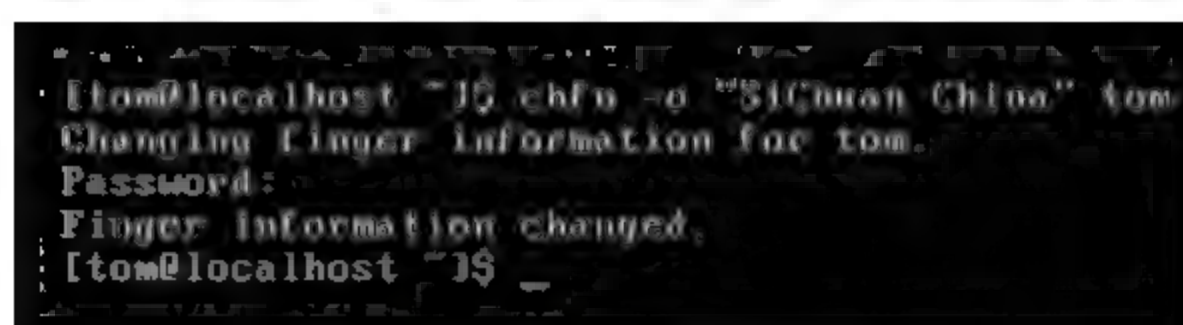 [tom@localhost ~]$ chfn -o "SiChuan China" tom
Changing finger information for tom.
Password:
Finger information changed.
[tom@localhost ~]$ _